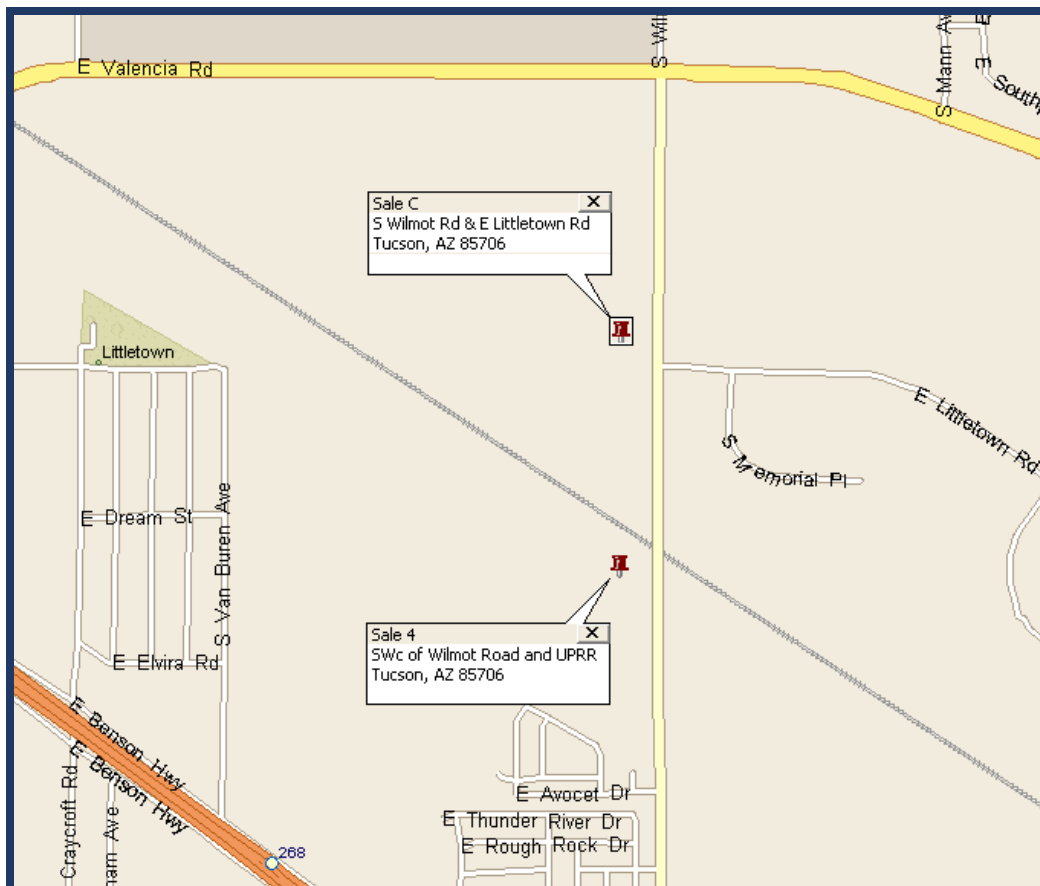 E Valencia Rd
S Wil
S Mann Av
E
E
South
Sale C
S Wilmot Rd & E Littletown Rd
Tucson, AZ 85706
Littletown
E Littletown Rd
S Memorial Pl
E Dream St
S Van Buren Ave
Sale 4
SWc of Wilmot Road and UPRR
Tucson, AZ 85706
E Elvira Rd
E Benson Hwy
E Benson Hwy
Craycroft Rd
am Ave
268
E Avocet Dr
E Thunder River Dr
E Rough Rock Dr